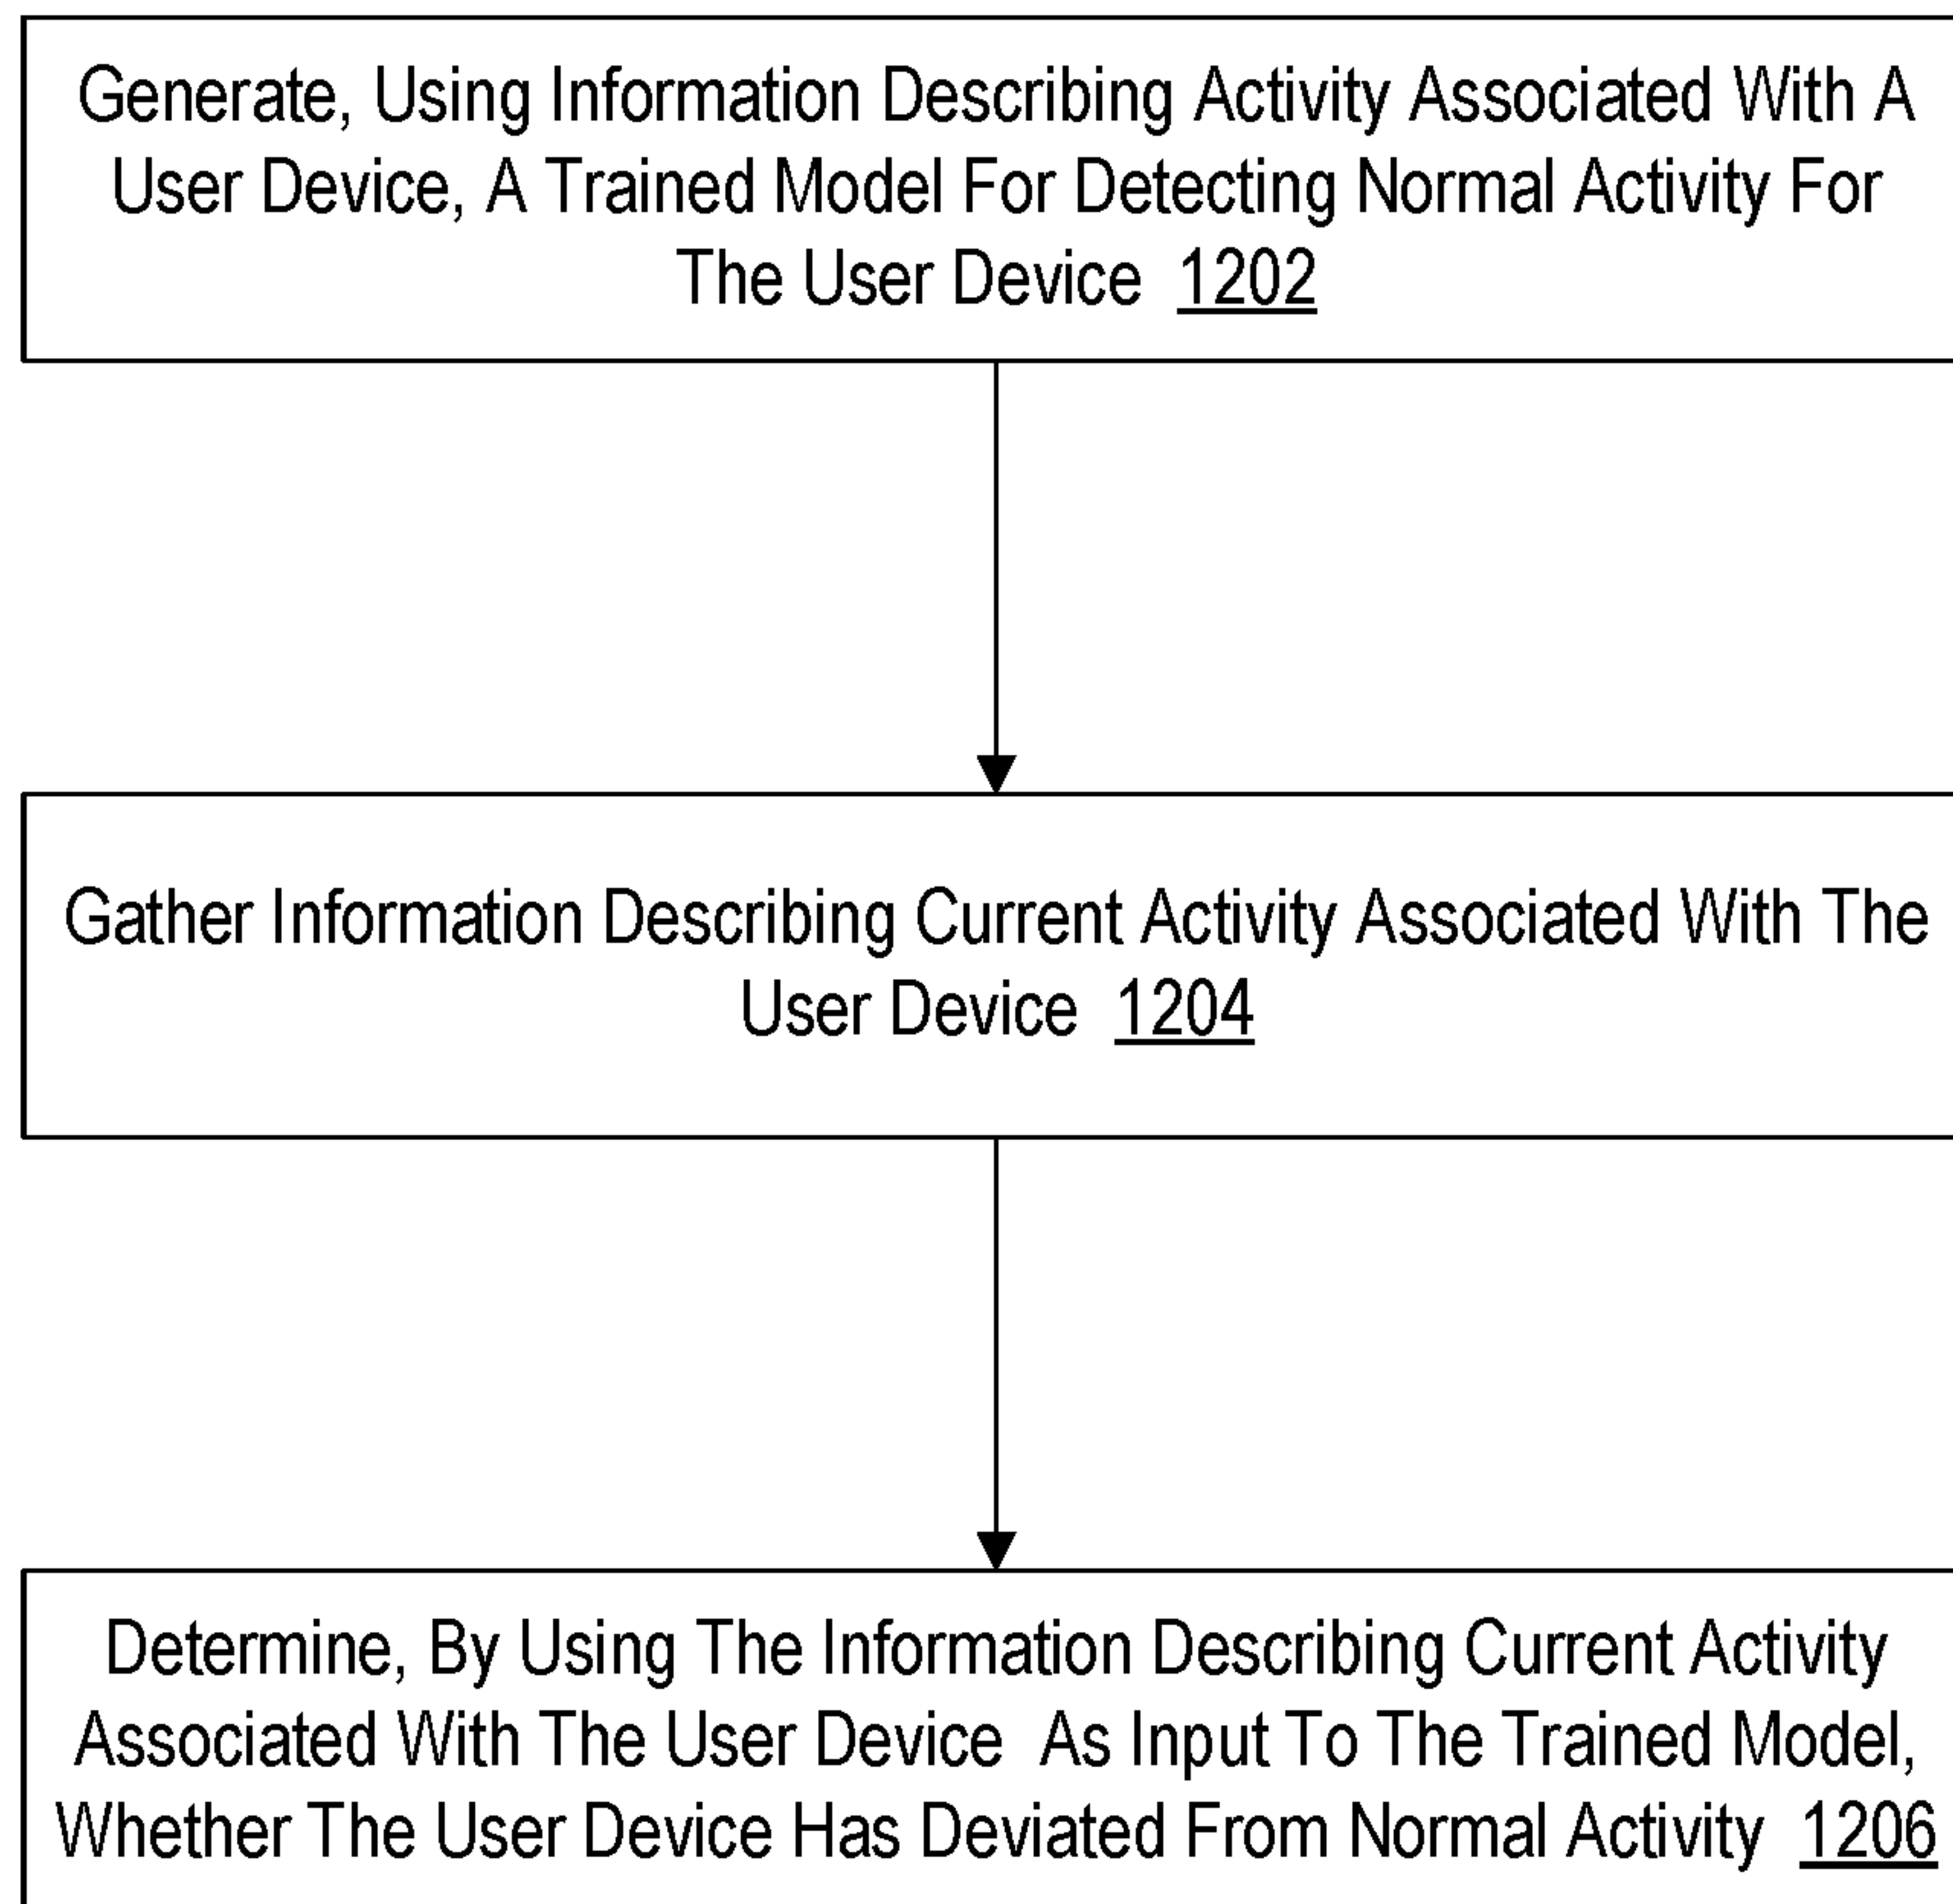 Generate, Using Information Describing Activity Associated With A
User Device, A Trained Model For Detecting Normal Activity For
The User Device 1202
Gather Information Describing Current Activity Associated With The
User Device 1204
Determine, By Using The Information Describing Current Activity
Associated With The User Device As Input To The Trained Model,
Whether The User Device Has Deviated From Normal Activity 1206